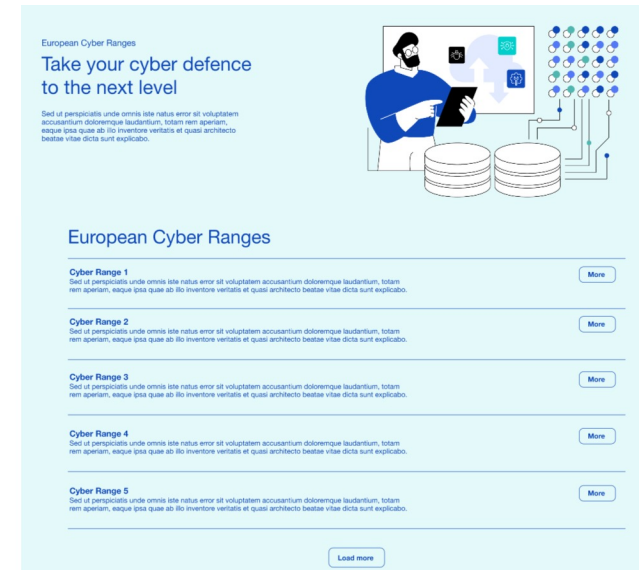 European Cyber Ranges
Take your cyber defence
to the next level
Sed ut perspiciatis unde omnis iste natus error sit voluptatem
accusantium doloremque laudantium, totam rem aperiam,
eaque ipsa quae ab illo inventore veritatis et quasi architecto
beatae vitae dicta sunt explicabo.
European Cyber Ranges
Cyber Range 1
Sed ut perspiciatis unde omnis iste natus error sit voluptatem accusantium doloremque laudantium, totam
rem aperiam, eaque ipsa quae ab illo inventore veritatis et quasi architecto beatae vitae dicta sunt explicabo.
More
Cyber Range 2
Sed ut perspiciatis unde omnis iste natus error sit voluptatem accusantium doloremque laudantium, totam
rem aperiam, eaque ipsa quae ab illo inventore veritatis et quasi architecto beatae vitae dicta sunt explicabo.
More
Cyber Range 3
Sed ut perspiciatis unde omnis iste natus error sit voluptatem accusantium doloremque laudantium, totam
rem aperiam, eaque ipsa quae ab illo inventore veritatis et quasi architecto beatae vitae dicta sunt explicabo.
More
Cyber Range 4
Sed ut perspiciatis unde omnis iste natus error sit voluptatem accusantium doloremque laudantium, totam
rem aperiam, eaque ipsa quae ab illo inventore veritatis et quasi architecto beatae vitae dicta sunt explicabo.
More
Cyber Range 5
Sed ut perspiciatis unde omnis iste natus error sit voluptatem accusantium doloremque laudantium, totam
rem aperiam, eaque ipsa quae ab illo inventore veritatis et quasi architecto beatae vitae dicta sunt explicabo.
More
Load more